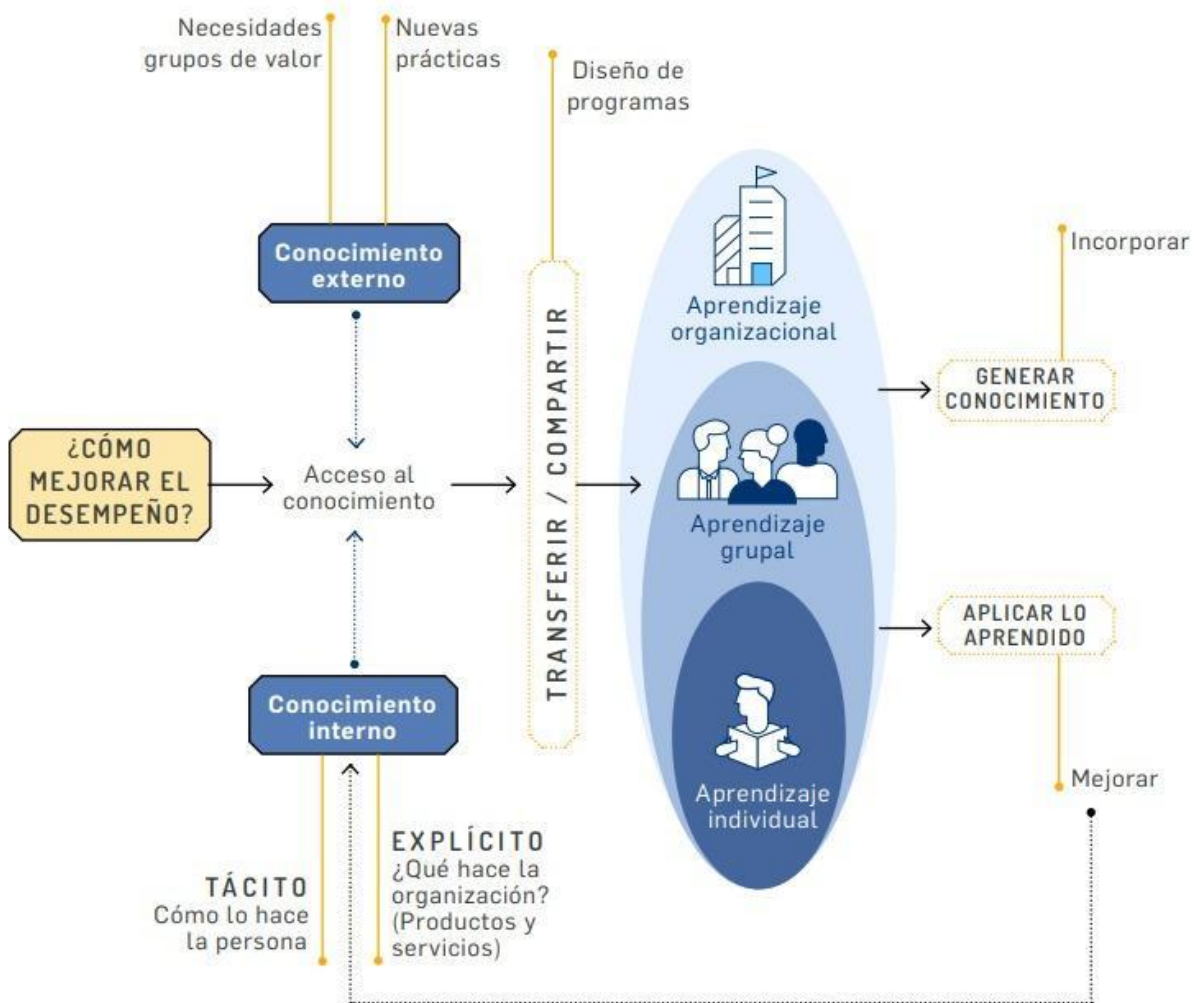 Necesidades
grupos de valor
Nuevas
prácticas
Diseño de
programas
Conocimiento
externo
¿CÓMO
MEJORAR EL
DESEMPEÑO?
Acceso al
conocimiento
TRANSFERIR / COMPARTIR
Aprendizaje
organizacional
Aprendizaje
grupal
Aprendizaje
individual
Incorporar
GENERAR
CONOCIMIENTO
APLICAR LO
APRENDIDO
Mejorar
Conocimiento
interno
TÁCITO
Cómo lo hace
la persona
EXPLÍCITO
¿Qué hace la
organización?
(Productos y
servicios)